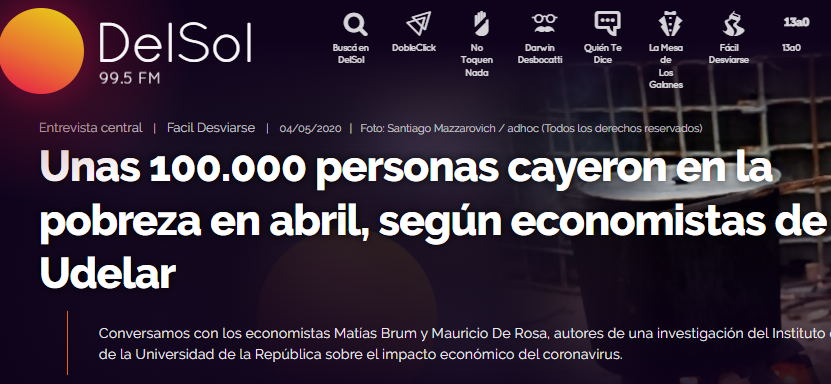 DelSol
99.5 FM
Buscá en
DelSol
DobleClick
No
Toquen
Nada
Darwin
Desbocatti
Quién Te
Dice
La Mesa
de
Los
Galanes
Fácil
Desviarse
13a0
13a0
Entrevista central | Facil Desviarse | 04/05/2020 | Foto: Santiago Mazzarovich / adhoc (Todos los derechos reservados)
Unas 100.000 personas cayeron en la
pobreza en abril, según economistas de
Udelar
Conversamos con los economistas Matías Brum y Mauricio De Rosa, autores de una investigación del Instituto
de la Universidad de la República sobre el impacto económico del coronavirus.